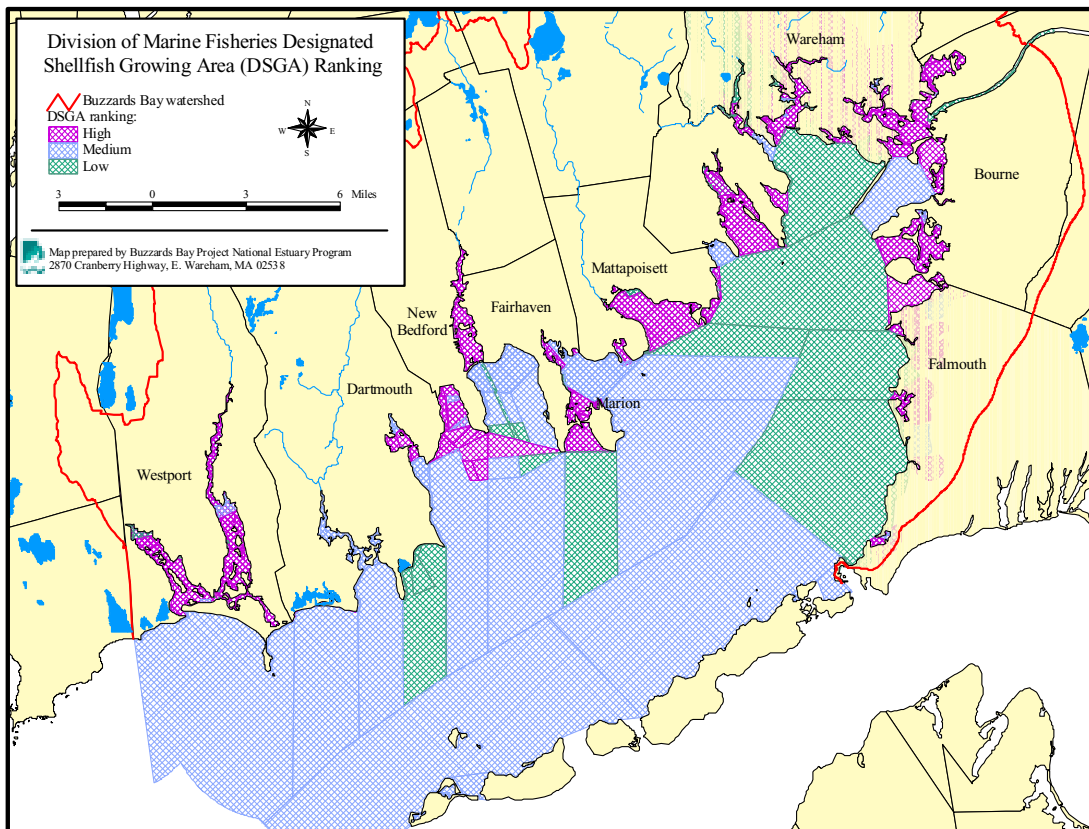 Division of Marine Fisheries Designated
Shellfish Growing Area (DSGA) Ranking
Buzzards Bay watershed
DSGA ranking:
High
Medium
Low
N
W E
S
3 0 3 6 Miles
Map prepared by Buzzards Bay Project National Estuary Program
2870 Cranberry Highway, E. Wareham, MA 02538
Wareham
Bourne
Mattapoisett
Fairhaven
New
Bedford
Falmouth
Dartmouth
Marion
Westport